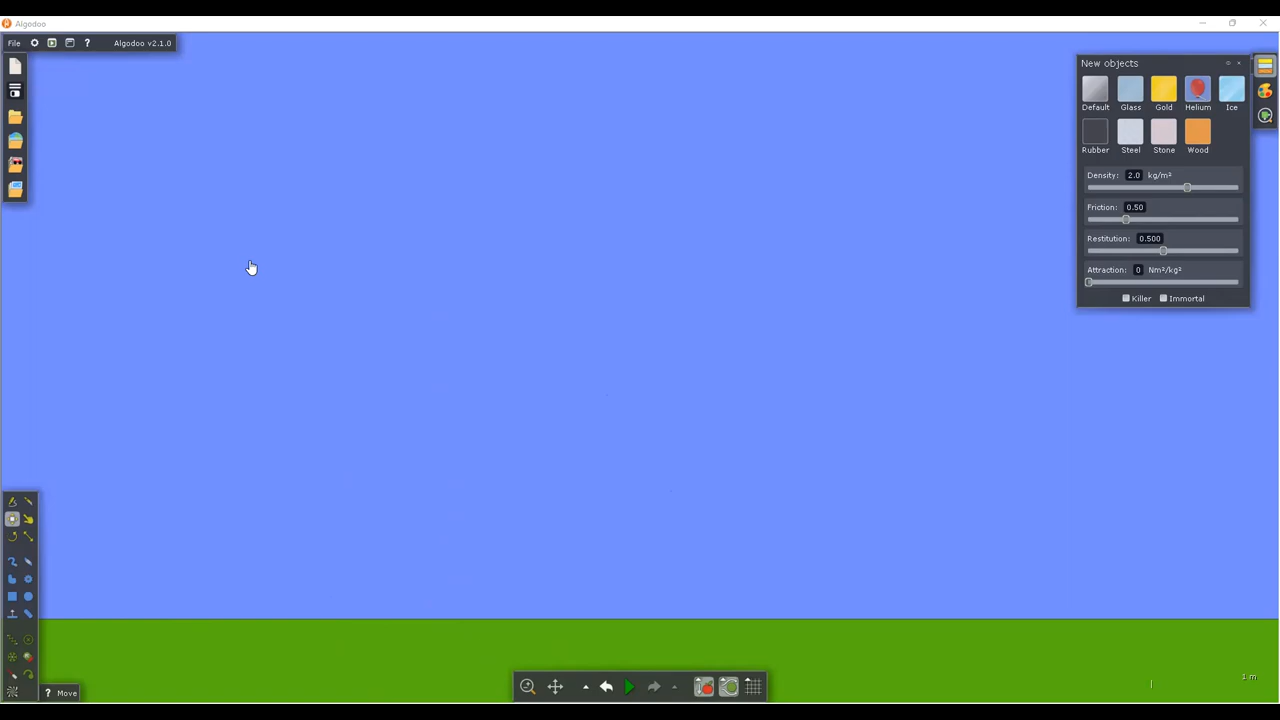 Algodoo
File ? Algodoo v2.1.0
New objects
Default Glass Gold Helium Ice
Rubber Steel Stone Wood
Density: 2.0 kg/m²
Friction: 0.50
Restitution: 0.500
Attraction: 0 Nm²/kg²
Killer Immortal
1 m
? Move